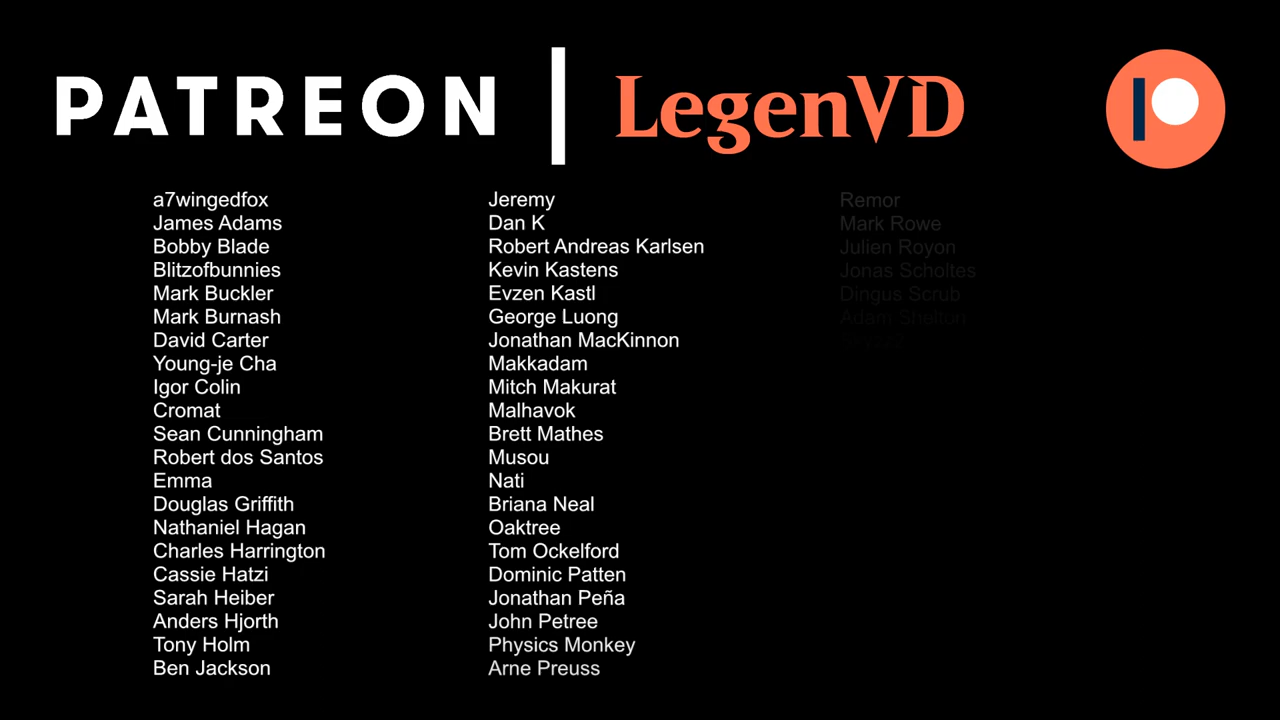 PATREON | LegenVD
a7wingedfox
James Adams
Bobby Blade
Blitzofbunnies
Mark Buckler
Mark Burnash
David Carter
Young-je Cha
Igor Colin
Cromat
Sean Cunningham
Robert dos Santos
Emma
Douglas Griffith
Nathaniel Hagan
Charles Harrington
Cassie Hatzi
Sarah Heiber
Anders Hjorth
Tony Holm
Ben Jackson
Jeremy
Dan K
Robert Andreas Karlsen
Kevin Kastens
Evzen Kastl
George Luong
Jonathan MacKinnon
Makkadam
Mitch Makurat
Malhavok
Brett Mathes
Musou
Nati
Briana Neal
Oaktree
Tom Ockelford
Dominic Patten
Jonathan Peña
John Petree
Physics Monkey
Arne Preuss
Remor
Mark Rowe
Julien Royon
Jonas Scholtes
Dingus Scrub
Adam Shelton